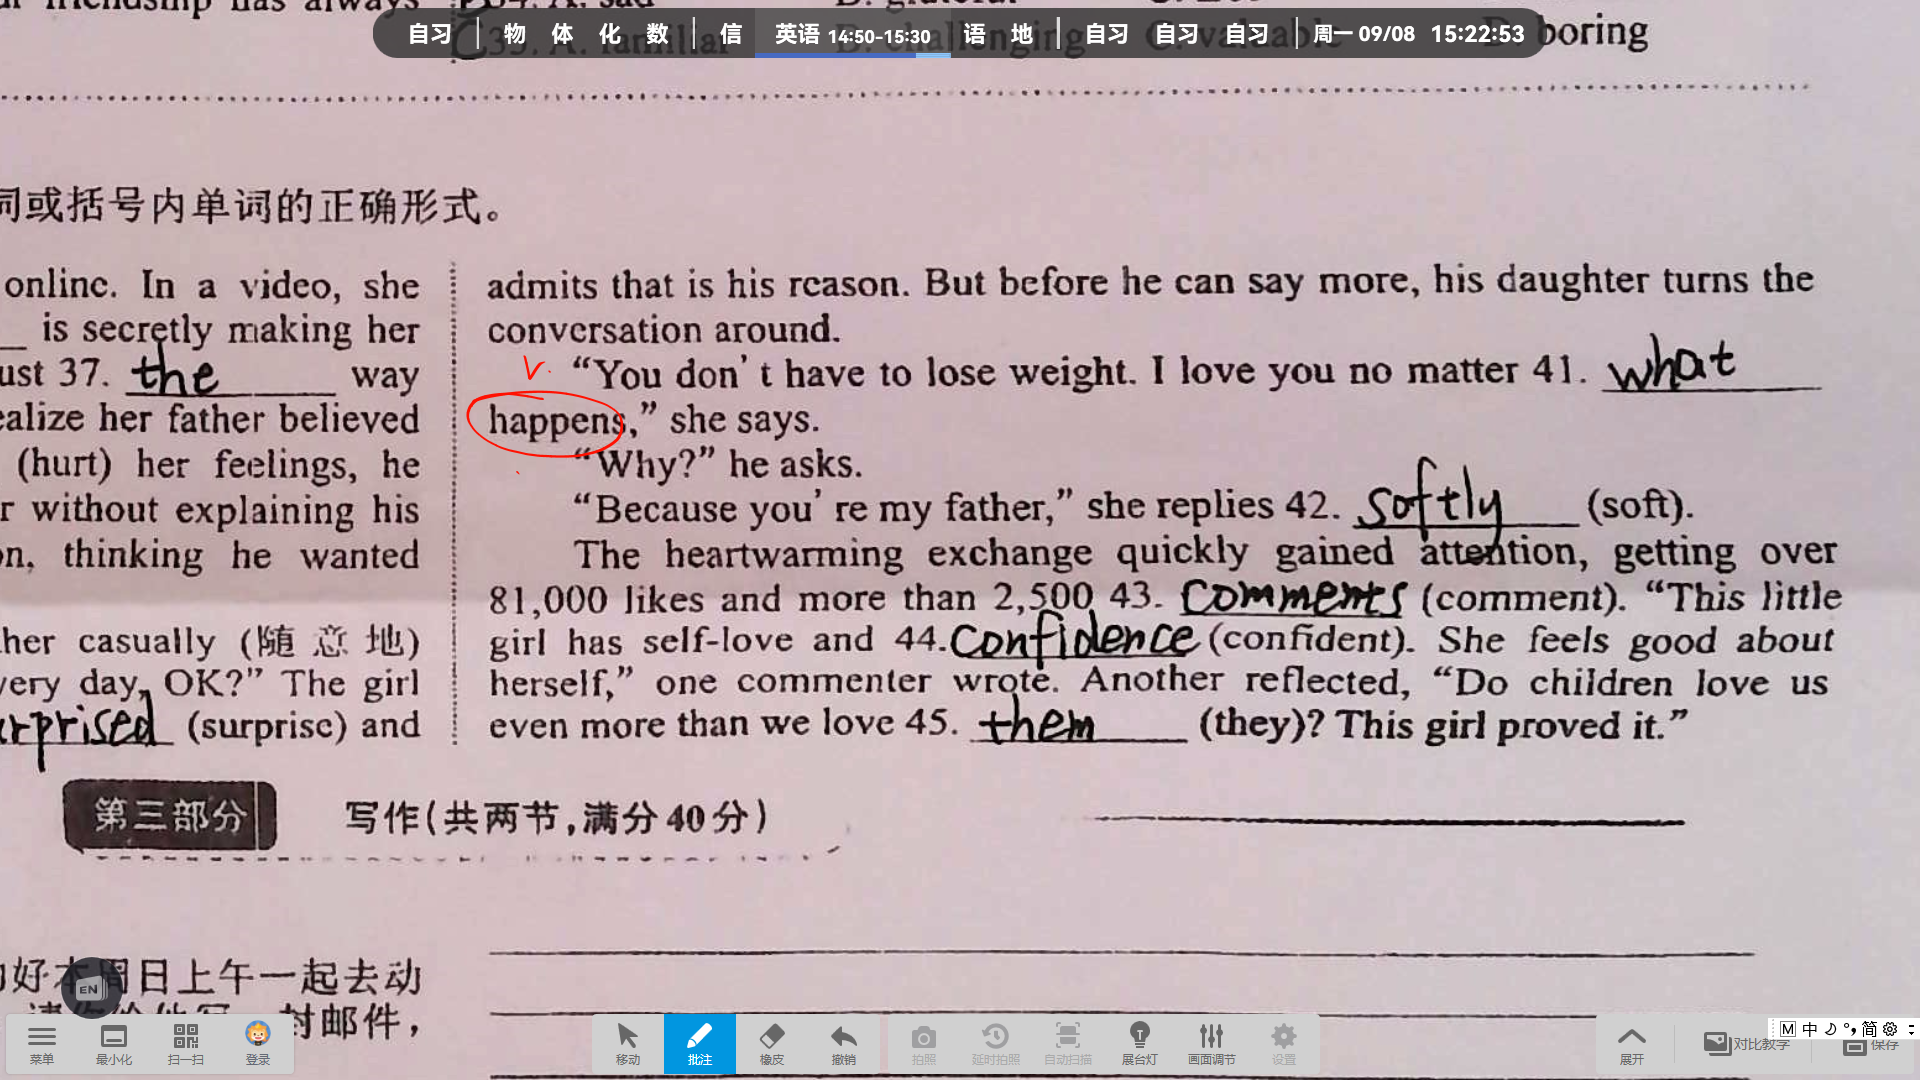 自习 物 体 化 数 信 英语 14:50-15:30 语 地 自习 自习 自习 周一 09/08 15:22:53
35. A. familiar B. challenging C. valuable D. boring
词或括号内单词的正确形式。
online. In a video, she
is secretly making her
ust 37. the way
ealize her father believed
(hurt) her feelings, he
r without explaining his
on, thinking he wanted
her casually (随意地)
very day, OK?” The girl
urprised (surprise) and
admits that is his reason. But before he can say more, his daughter turns the
conversation around.
v.
“You don't have to lose weight. I love you no matter 41. what
happens,” she says.
“Why?” he asks.
“Because you're my father,” she replies 42. softly (soft).
The heartwarming exchange quickly gained attention, getting over
81,000 likes and more than 2,500 43. comments (comment). “This little
girl has self-love and 44. confidence (confident). She feels good about
herself,” one commenter wrote. Another reflected, “Do children love us
even more than we love 45. them (they)? This girl proved it.”
第三部分 写作(共两节,满分40分)
好本周日上午一起去动
封邮件,
EN
菜单 最小化 扫一扫 登录 移动 批注 橡皮 撤销 拍照 延时拍照 自动扫描 展台灯 画面调节 设置 展开 对比教学 保存
M 中 简